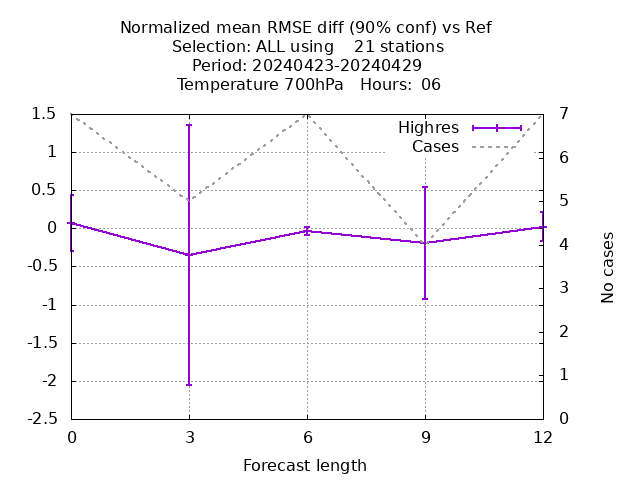 Normalized mean RMSE diff (90% conf) vs Ref
Selection: ALL using    21 stations
Period: 20240423-20240429
Temperature 700hPa   Hours:  06
1.5
1
0.5
0
-0.5
-1
-1.5
-2
-2.5
Highres
Cases
7
6
5
4
3
2
1
0
No cases
0
3
6
9
12
Forecast length